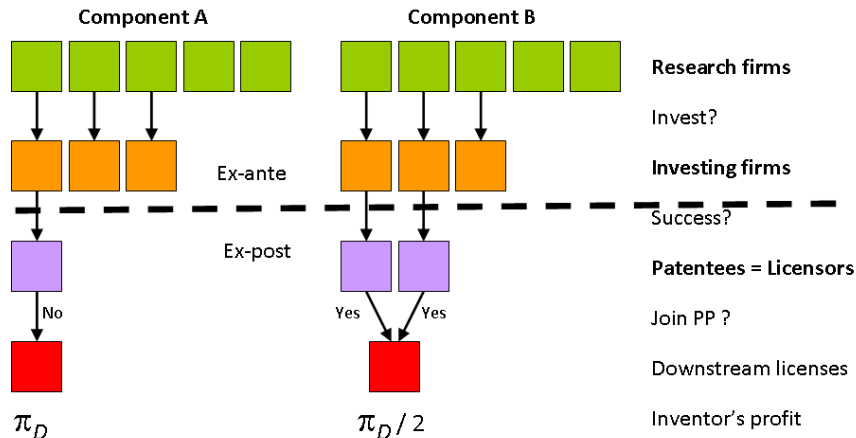 Component A
Component B
Research firms
Invest?
Ex-ante
Investing firms
Success?
Ex-post
Patentees = Licensors
No
Yes
Yes
Join PP ?
Downstream licenses
π_D
π_D / 2
Inventor's profit